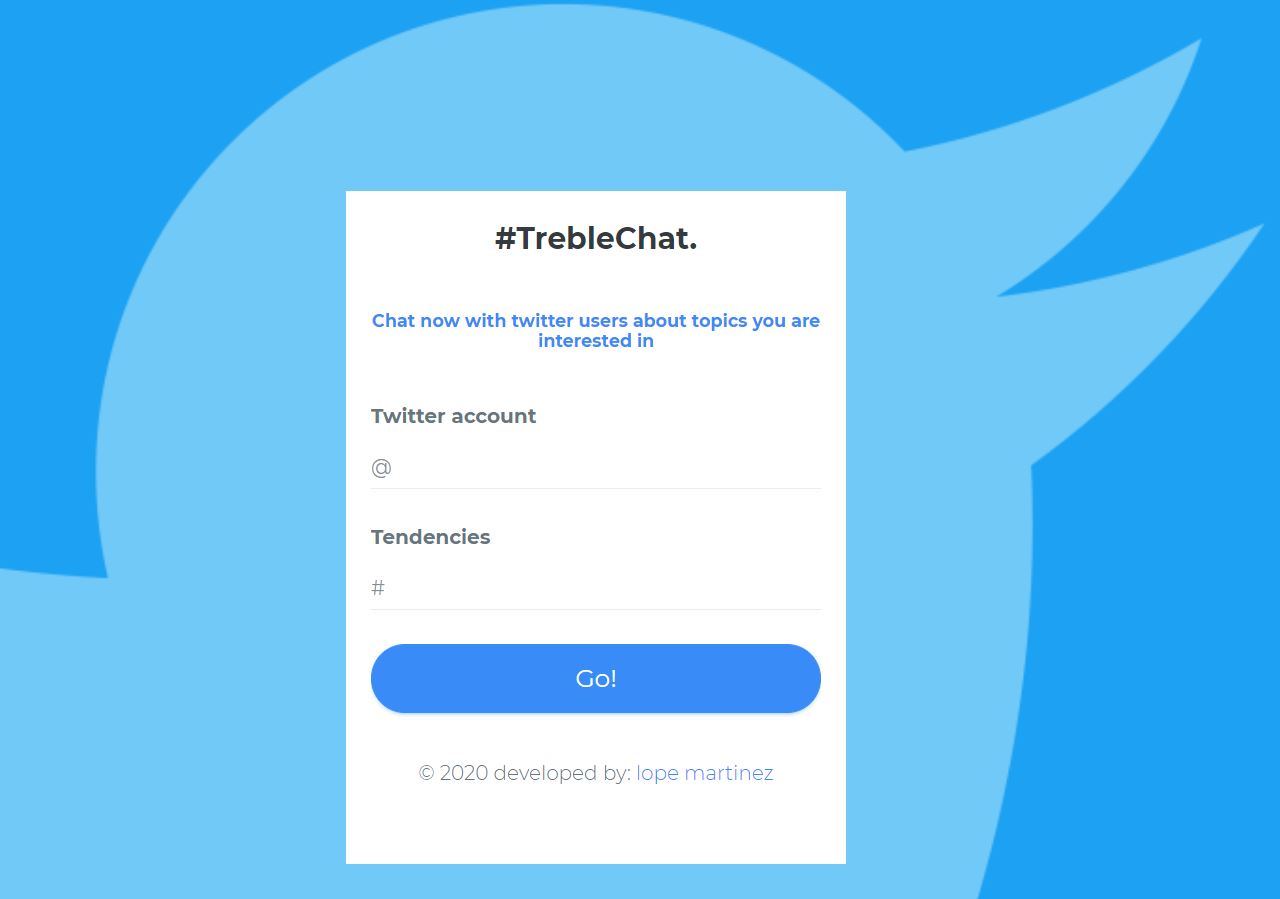 #TrebleChat.
Chat now with twitter users about topics you are
interested in
Twitter account
@
Tendencies
#
Go!
© 2020 developed by: lope martinez